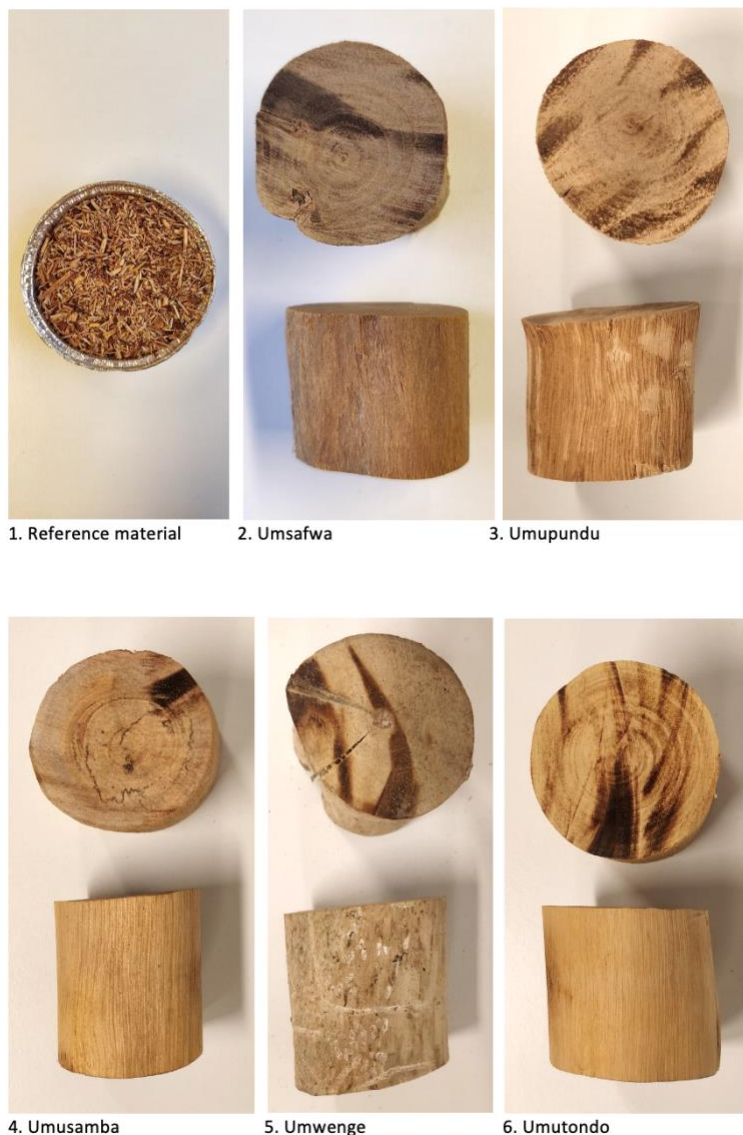 1. Reference material
2. Umsafwa
3. Umupundu
4. Umusamba
5. Umwenge
6. Umutondo